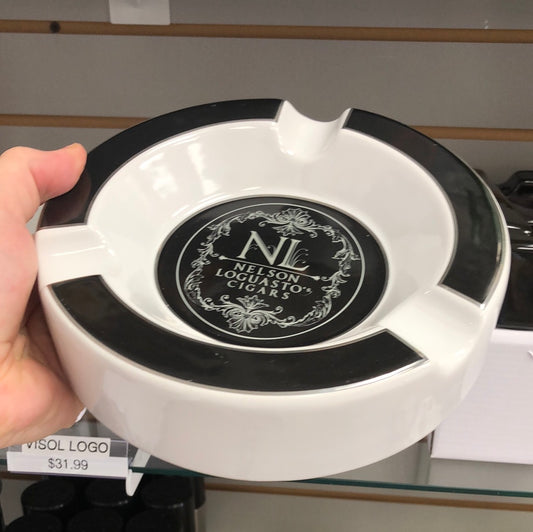 NL
NELSON
LOGUASTO'S
CIGARS
VISOL LOGO
$31.99